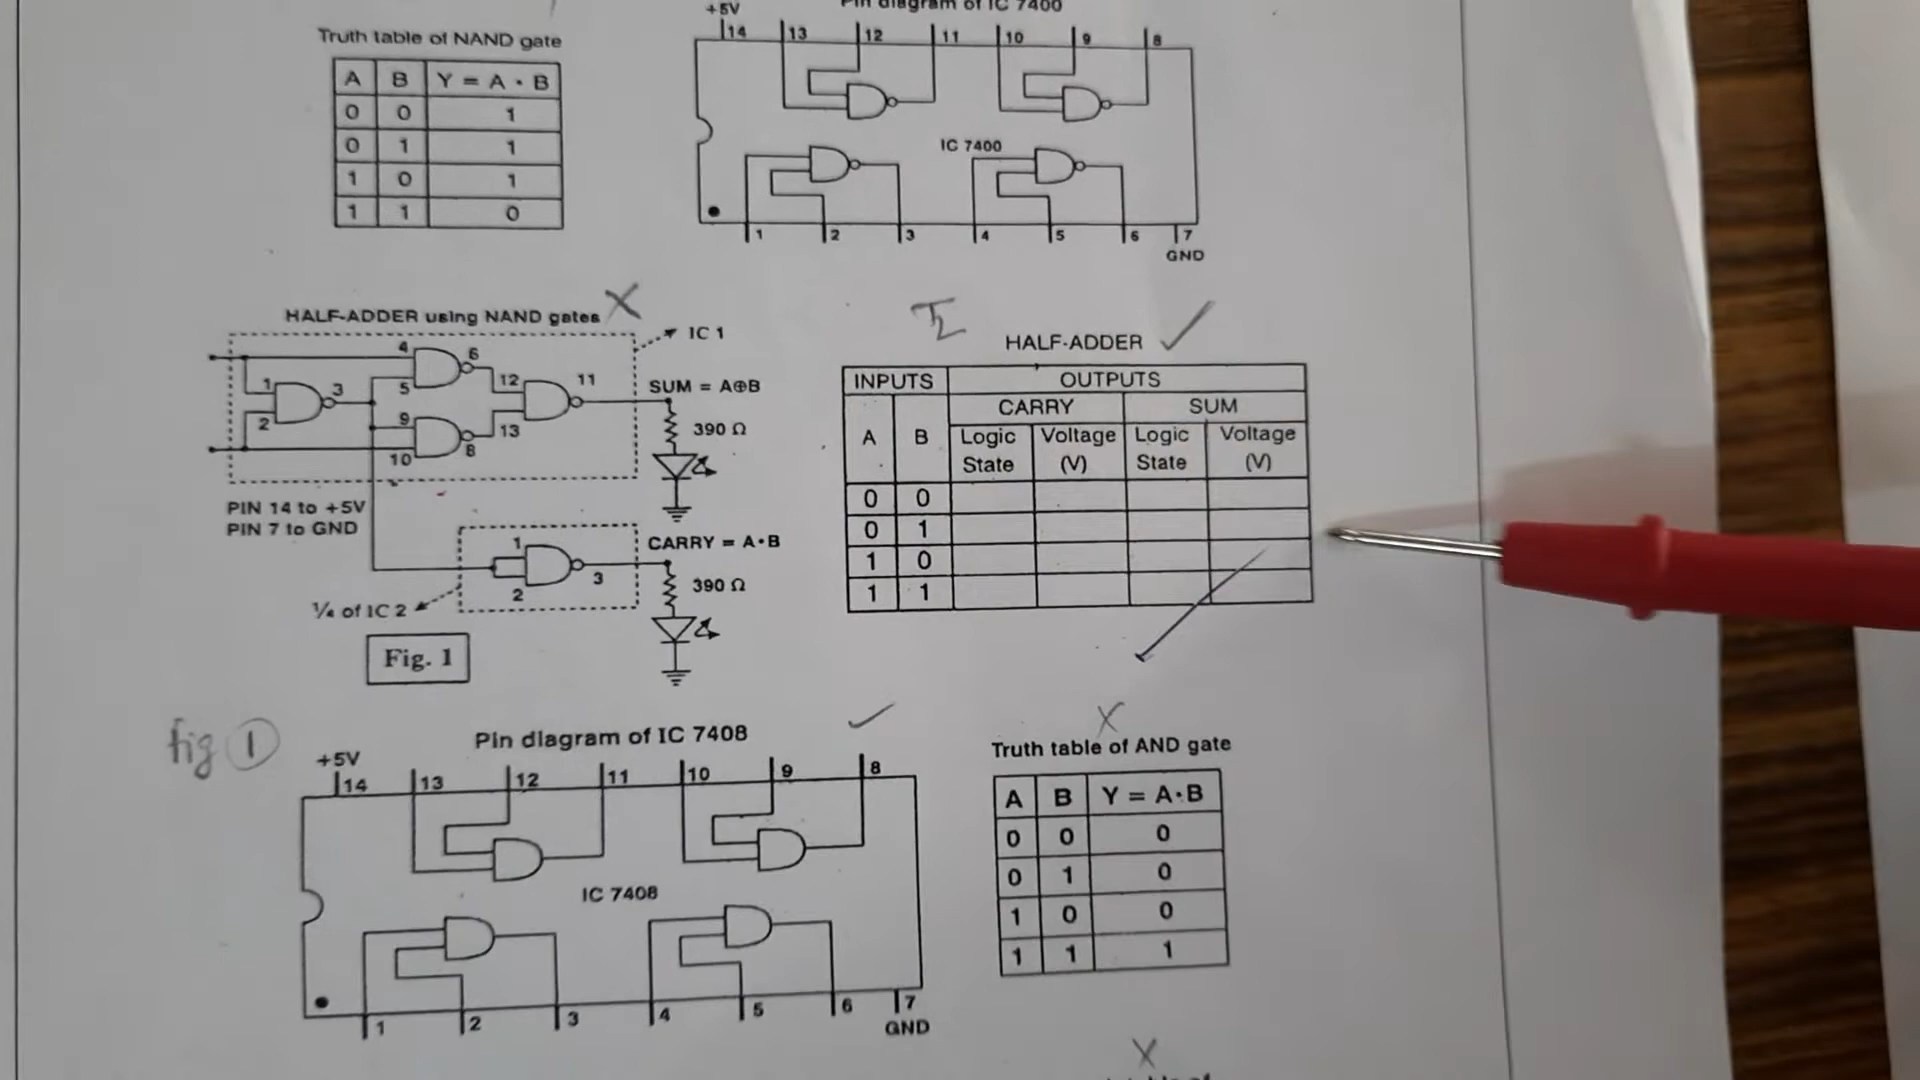 +5V
Pin diagram of IC 7400
Truth table of NAND gate
A B Y = A · B
0 0 1
0 1 1
1 0 1
1 1 0
14 13 12 11 10 9 8
IC 7400
1 2 3 4 5 6 7
GND
HALF-ADDER using NAND gates X
IC 1
4 6
5
1 3
2
12 11
9
13
8
10
SUM = A⊕B
390 Ω
PIN 14 to +5V
PIN 7 to GND
CARRY = A•B
1
3
2
390 Ω
¼ of IC 2
Fig. 1
HALF-ADDER
INPUTS OUTPUTS
CARRY SUM
A B Logic State Voltage (V) Logic State Voltage (V)
0 0
0 1
1 0
1 1
fig 1
Pin diagram of IC 7408
+5V
14 13 12 11 10 9 8
IC 7408
1 2 3 4 5 6 7
GND
X
Truth table of AND gate
A B Y = A·B
0 0 0
0 1 0
1 0 0
1 1 1
X